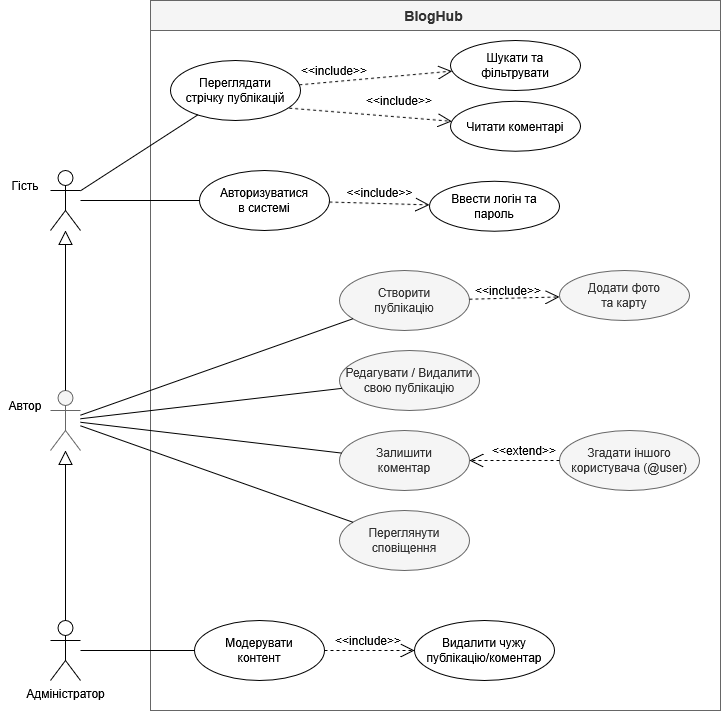 BlogHub
Переглядати
стрічку публікацій
<<include>>
Шукати та
фільтрувати
<<include>>
Читати коментарі
Гість
Авторизуватися
в системі
<<include>>
Ввести логін та
пароль
Створити
публікацію
<<include>>
Додати фото
та карту
Автор
Редагувати / Видалити
свою публікацію
Залишити
коментар
<<extend>>
Згадати іншого
користувача (@user)
Переглянути
сповіщення
Модерувати
контент
<<include>>
Видалити чужу
публікацію/коментар
Адміністратор